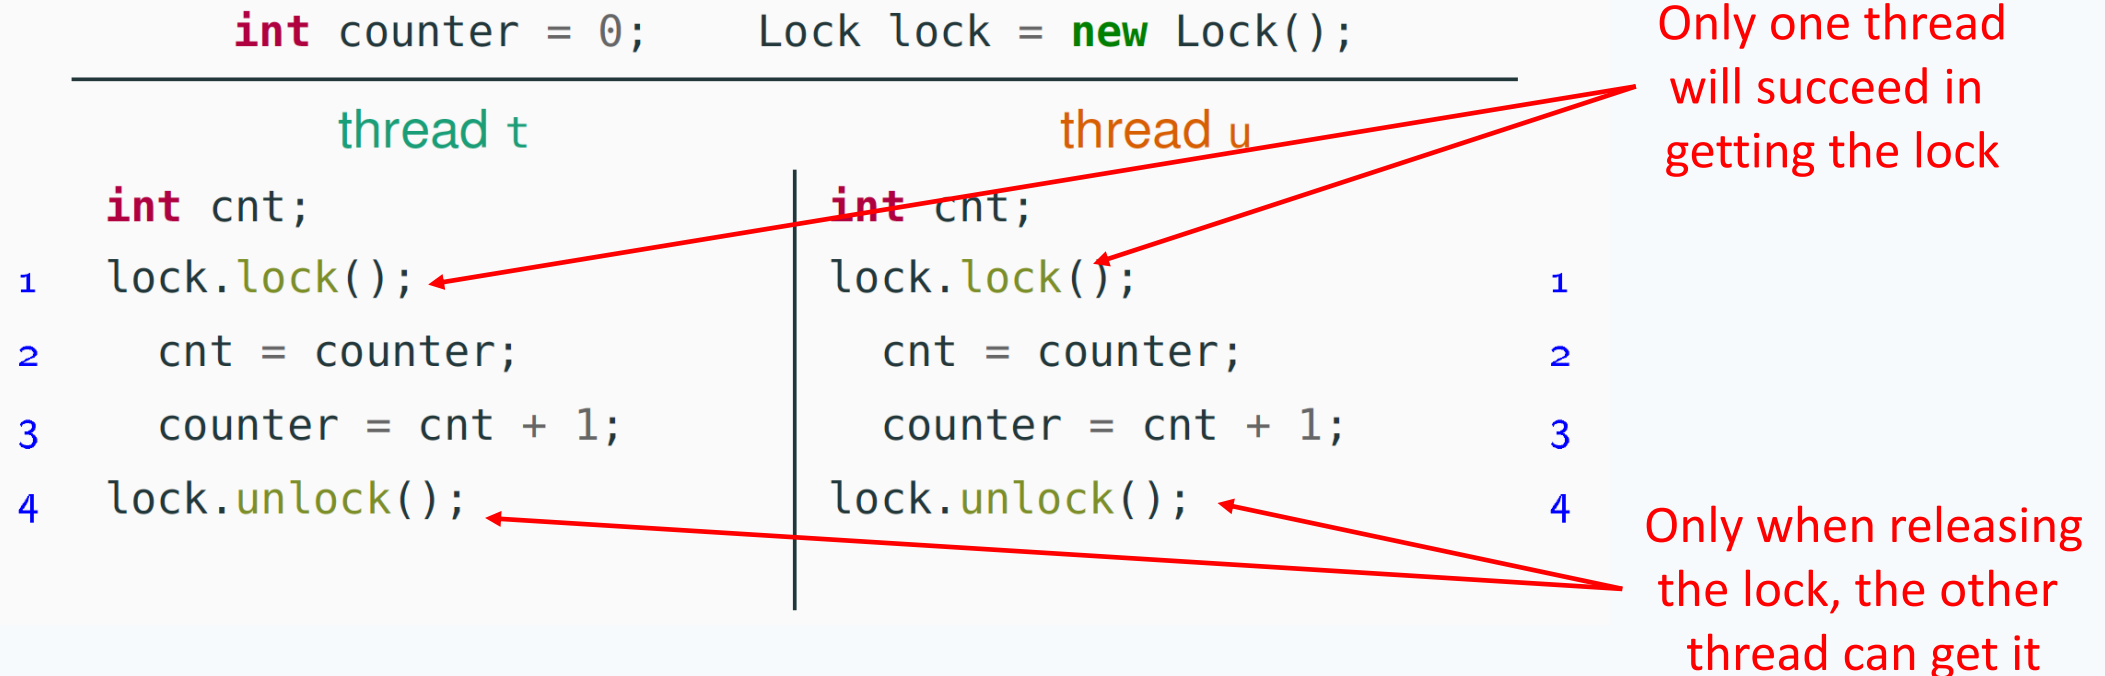 int counter = 0;    Lock lock = new Lock();
Only one thread
will succeed in
getting the lock
thread t
thread u
int cnt;
int cnt;
1 lock.lock();
lock.lock(); 1
2 cnt = counter;
cnt = counter; 2
3 counter = cnt + 1;
counter = cnt + 1; 3
4 lock.unlock();
lock.unlock(); 4
Only when releasing
the lock, the other
thread can get it